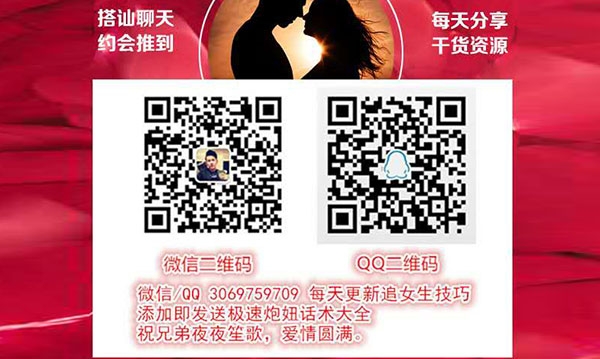 搭讪聊天
约会推到
每天分享
干货资源
微信二维码
QQ二维码
微信/QQ 3069759709 每天更新追女生技巧
添加即发送极速炮妞话术大全
祝兄弟夜夜笙歌，爱情圆满。